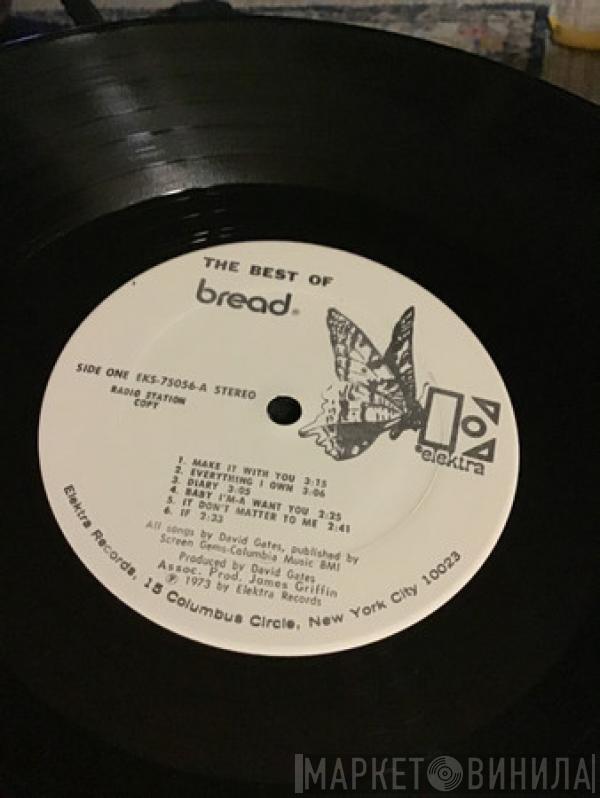 THE BEST OF
bread®
SIDE ONE EKS-75056-A STEREO
RADIO STATION
COPY
elektra
1. MAKE IT WITH YOU 3:15
2. EVERYTHING I OWN 3:06
3. DIARY 3:05
4. BABY I'M-A WANT YOU 2:25
5. IT DON'T MATTER TO ME 2:41
6. IF 2:33
All songs by David Gates, published by
Screen Gems-Columbia Music BMI
Produced by David Gates
Assoc. Prod. James Griffin
℗ 1973 by Elektra Records
Elektra Records, 15 Columbus Circle, New York City 10023
МАРКЕТ ВИНИЛА